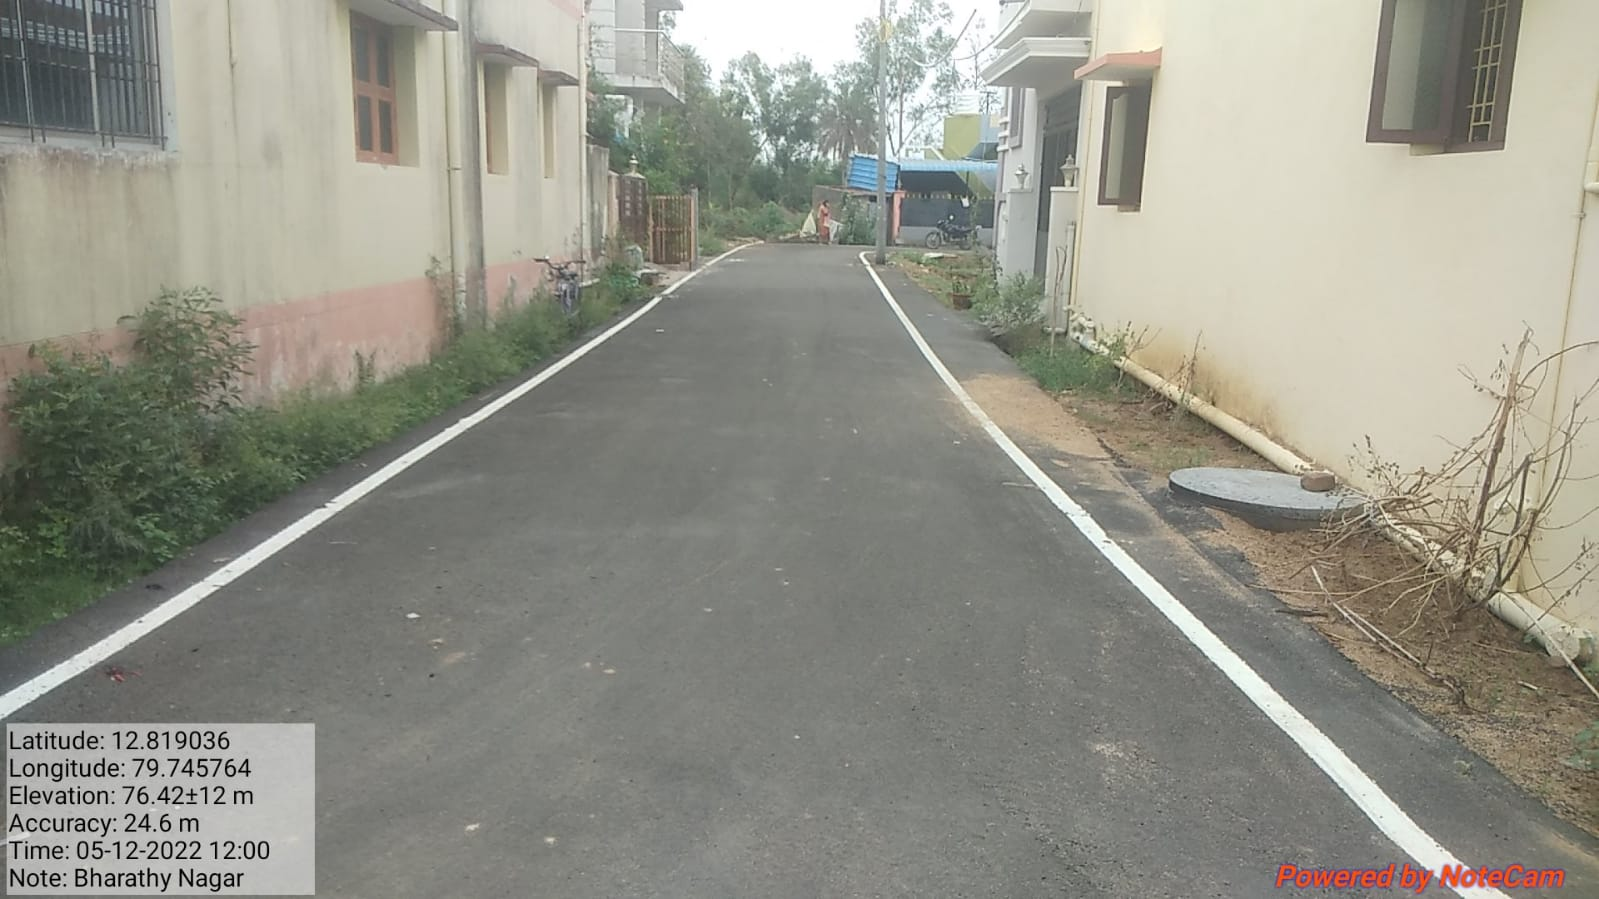 Latitude: 12.819036
Longitude: 79.745764
Elevation: 76.42±12 m
Accuracy: 24.6 m
Time: 05-12-2022 12:00
Note: Bharathy Nagar
Powered by NoteCam